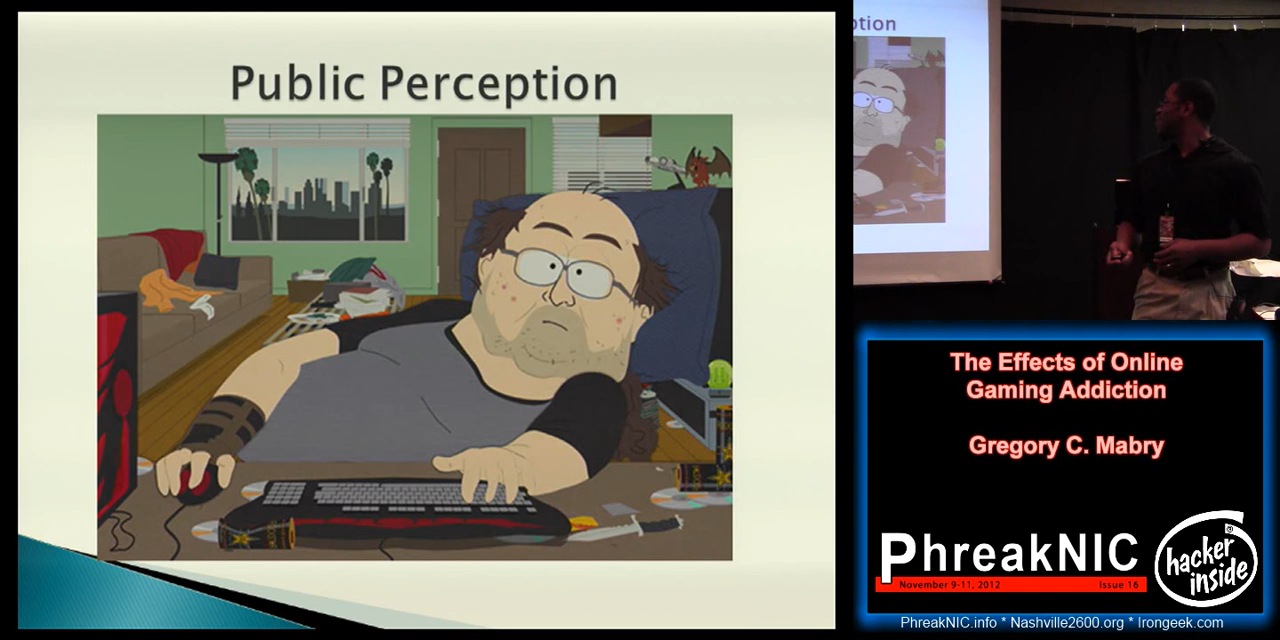 Public Perception
ption
The Effects of Online
Gaming Addiction
Gregory C. Mabry
PhreakNIC
November 9-11, 2012 Issue 16
hacker
inside
PhreakNIC.info * Nashville2600.org * Irongeek.com